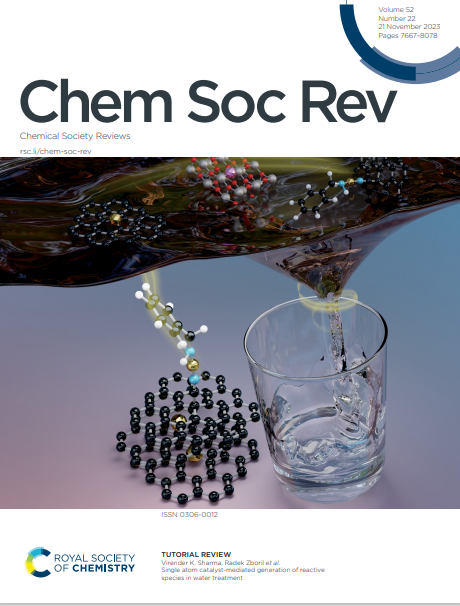 Volume 52
Number 22
21 November 2023
Pages 7667–8078
Chem Soc Rev
Chemical Society Reviews
rsc.li/chem-soc-rev
ISSN 0306-0012
ROYAL SOCIETY
OF CHEMISTRY
TUTORIAL REVIEW
Virender K. Sharma, Radek Zboril et al.
Single atom catalyst-mediated generation of reactive
species in water treatment